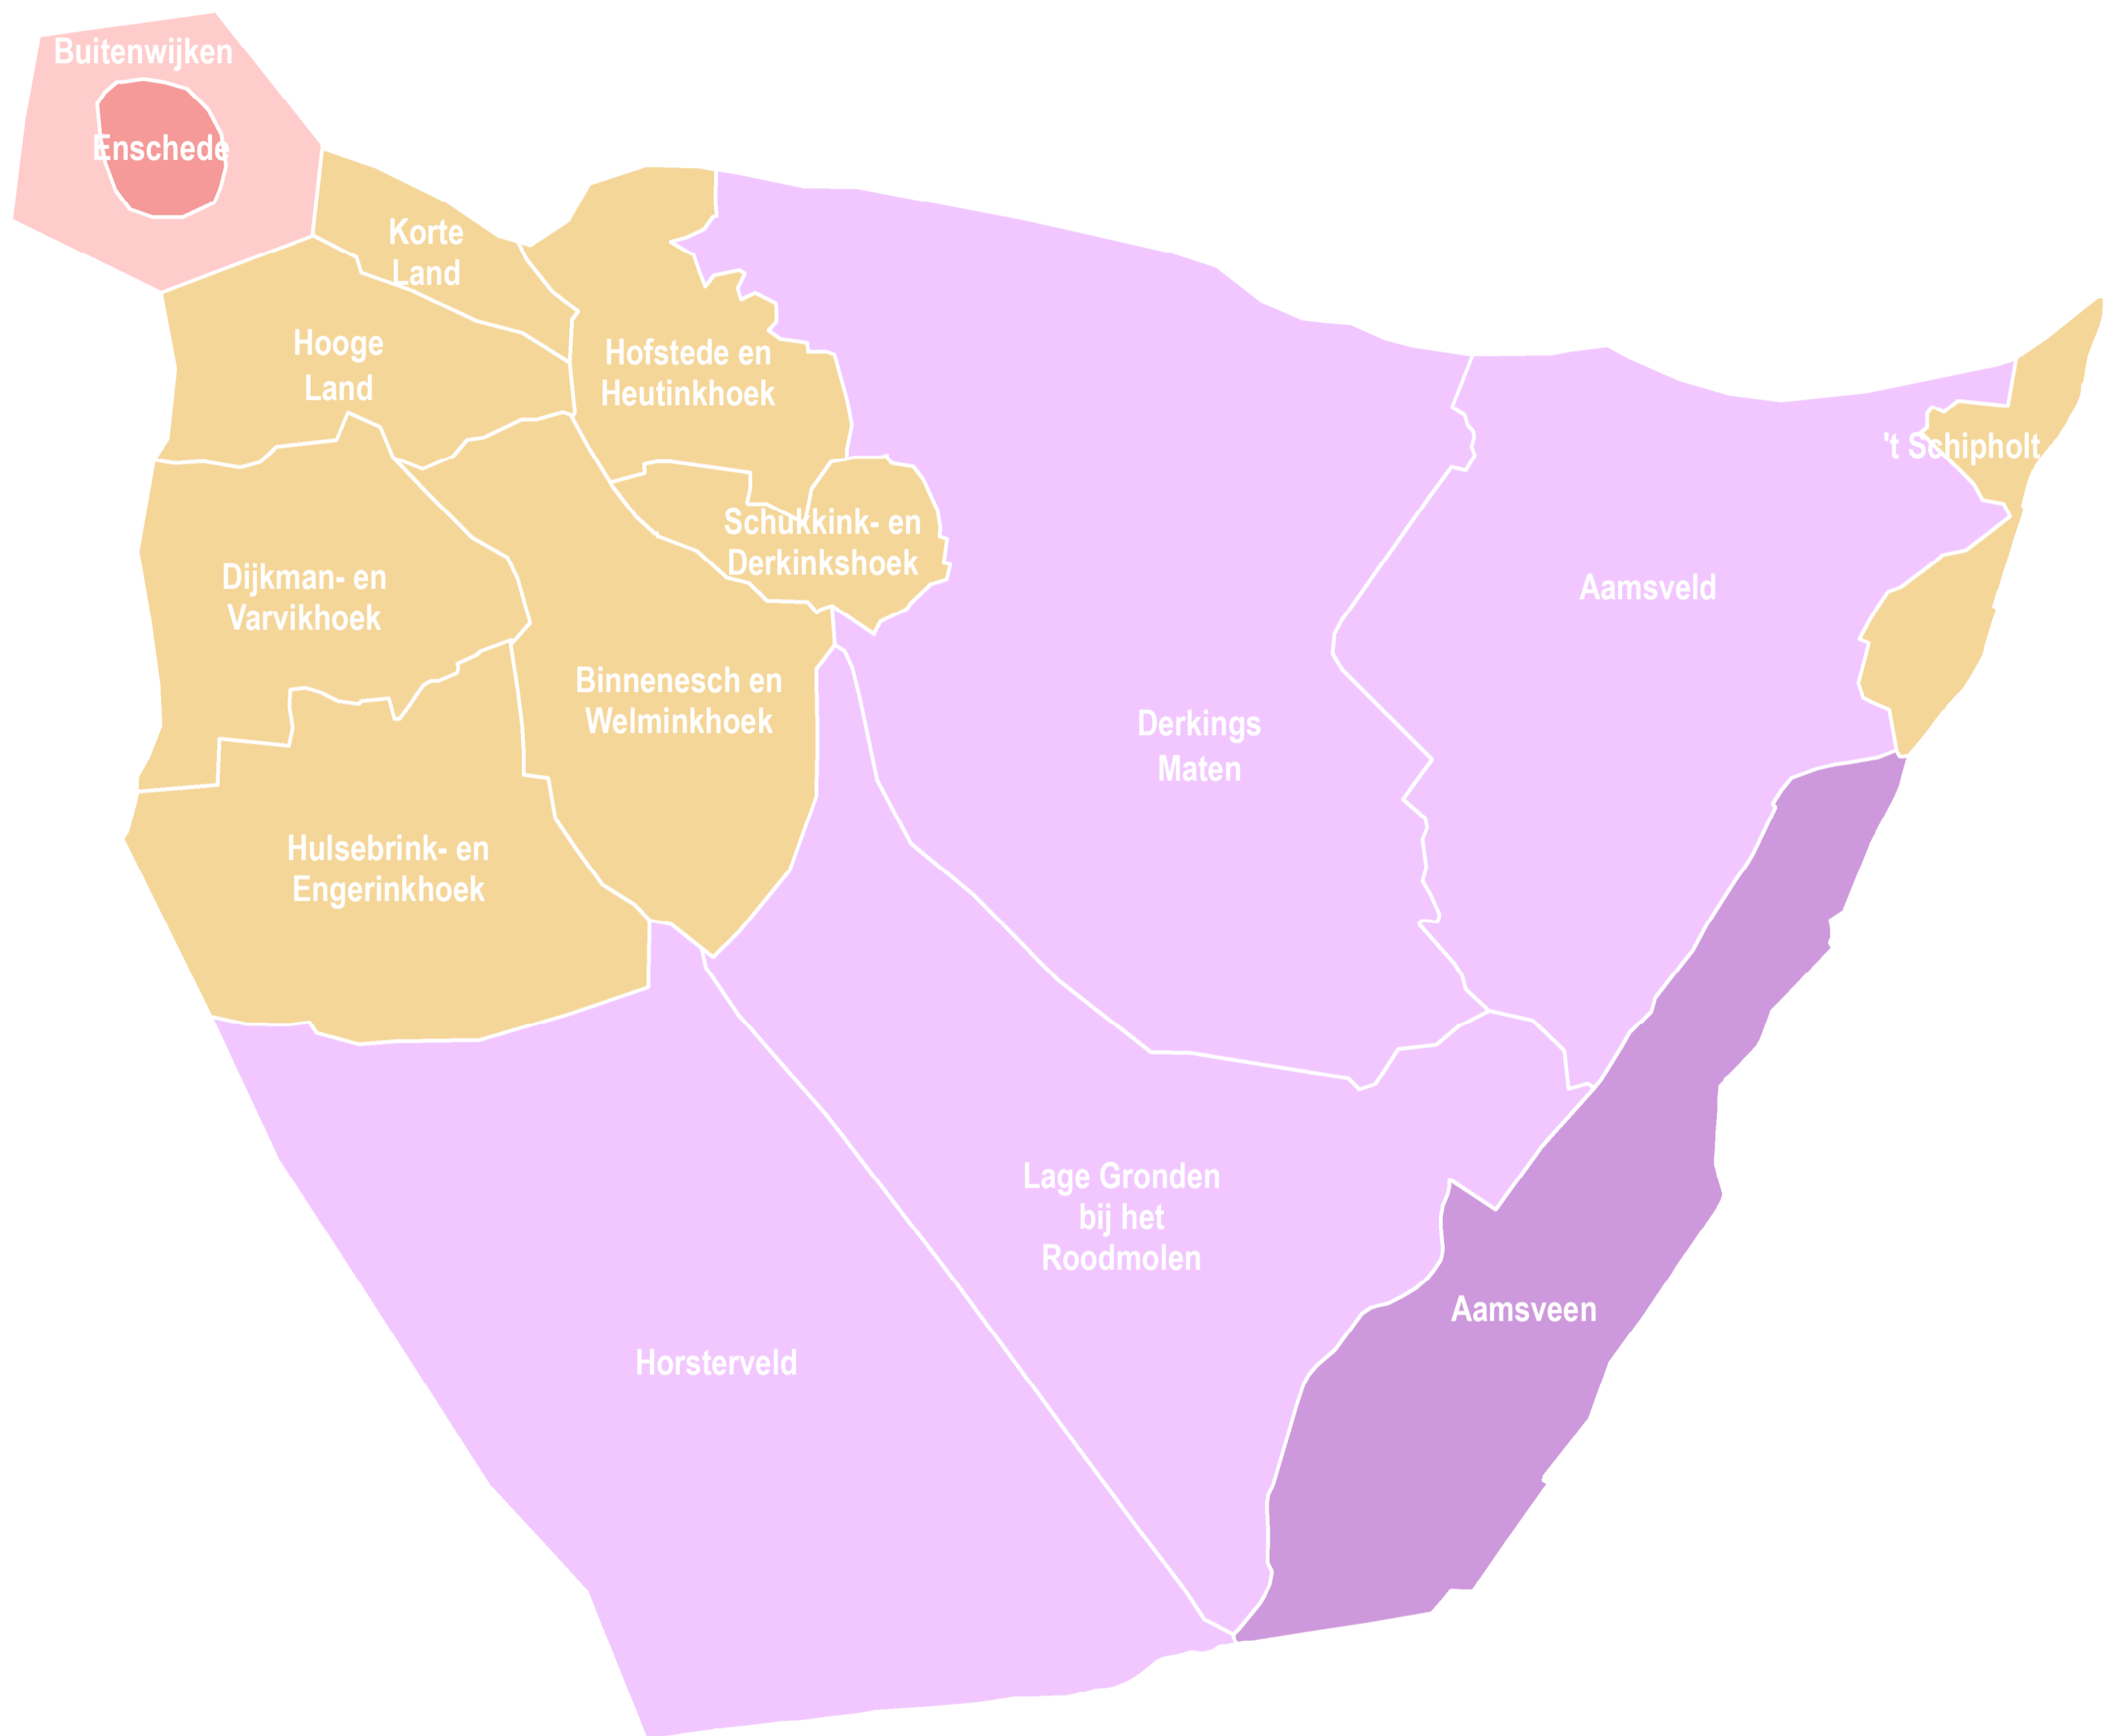 Buitenwijken
Enschede
Korte
Land
Hooge
Land
Hofstede en
Heutinkhoek
't Schipholt
Schukkink- en
Derkinkshoek
Dijkman- en
Varvikhoek
Aamsveld
Binnenesch en
Welminkhoek
Derkings
Maten
Hulsebrink- en
Engerinkhoek
Lage Gronden
bij het
Roodmolen
Aamsveen
Horsterveld